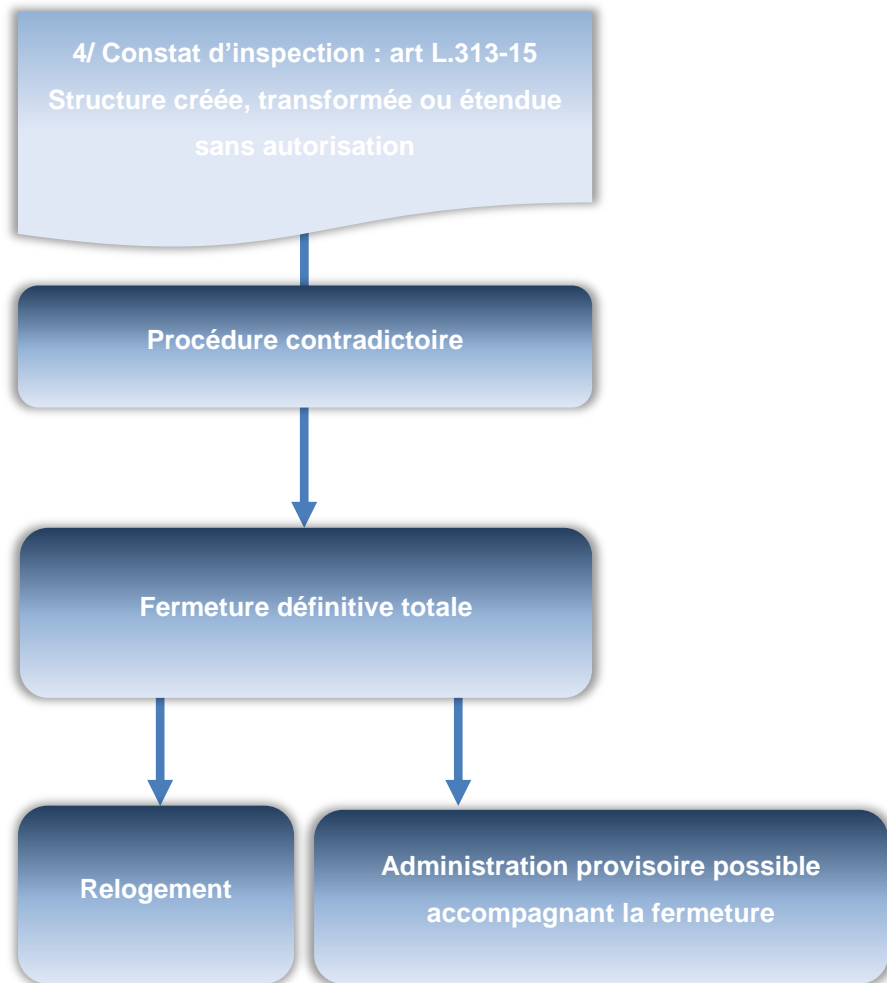 4/ Constat d’inspection : art L.313-15
Structure créée, transformée ou étendue
sans autorisation
Procédure contradictoire
Fermeture définitive totale
Relogement
Administration provisoire possible
accompagnant la fermeture